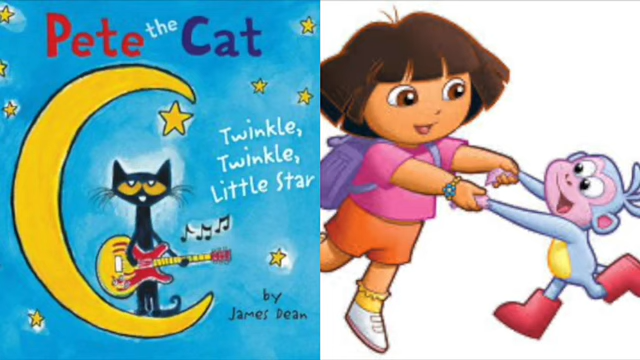 Pete the Cat
Twinkle,
Twinkle,
Little Star
by
James Dean